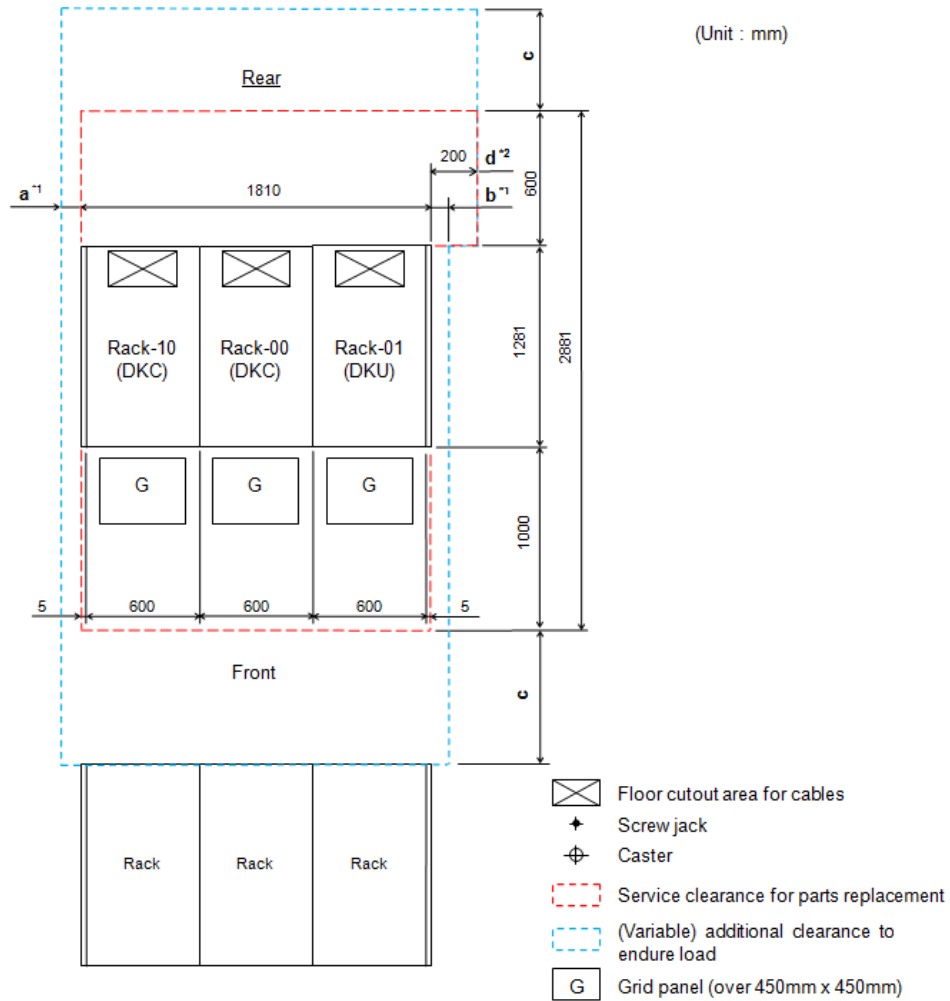 (Unit : mm)
c
Rear
200
d*2
600
a*1
1810
b*1
Rack-10
(DKC)
Rack-00
(DKC)
Rack-01
(DKU)
1281
2881
G
G
G
1000
5
600
600
600
5
Front
c
Rack
Rack
Rack
Floor cutout area for cables
Screw jack
Caster
Service clearance for parts replacement
(Variable) additional clearance to
endure load
G
Grid panel (over 450mm x 450mm)